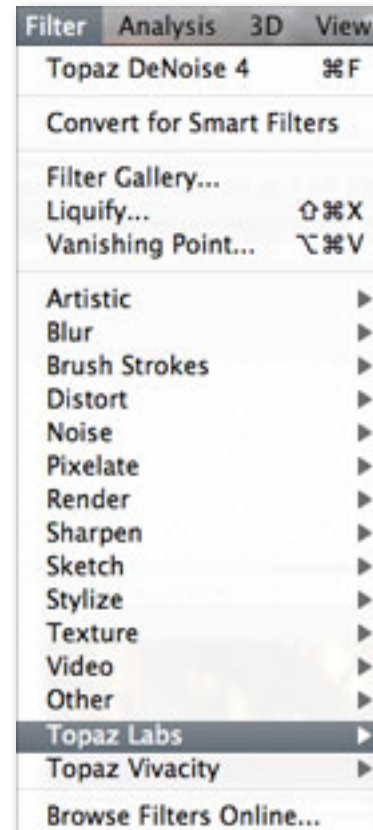 Filter Analysis 3D View
Topaz DeNoise 4 ⌘F
Convert for Smart Filters
Filter Gallery...
Liquify... ⇧⌘X
Vanishing Point... ⌥⌘V
Artistic
Blur
Brush Strokes
Distort
Noise
Pixelate
Render
Sharpen
Sketch
Stylize
Texture
Video
Other
Topaz Labs
Topaz Vivacity
Browse Filters Online...